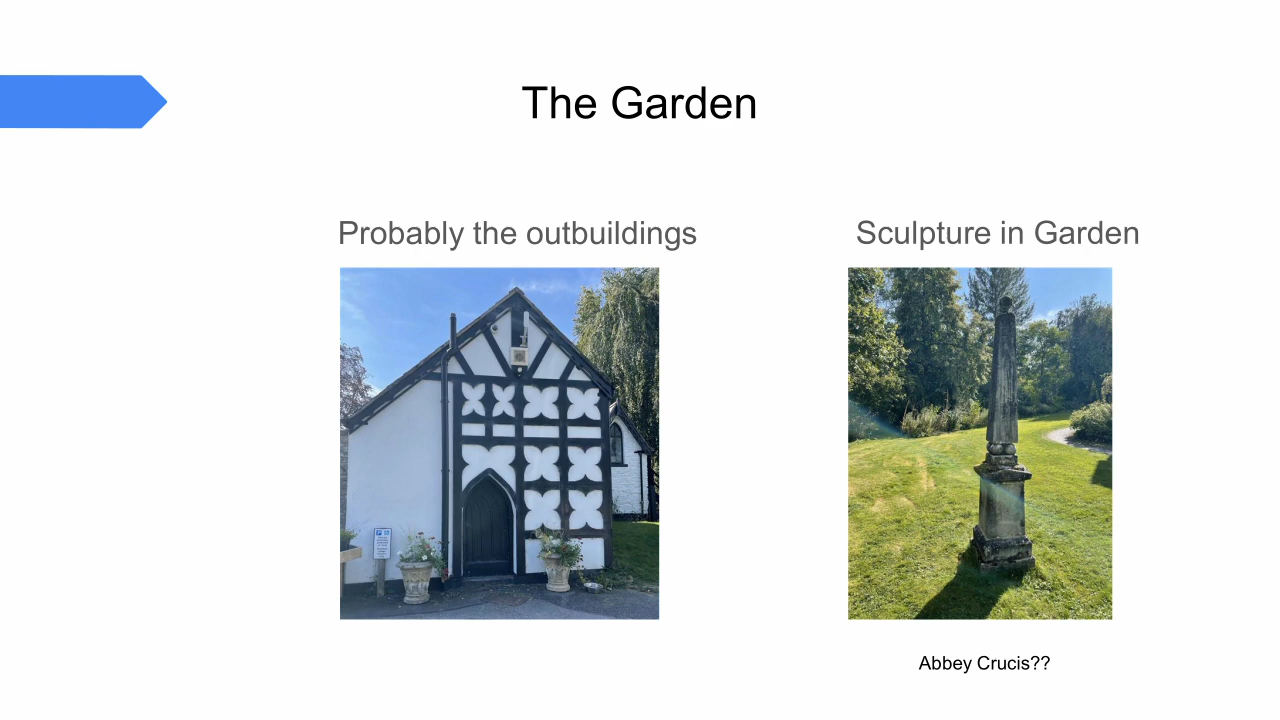 The Garden
Probably the outbuildings
Sculpture in Garden
Abbey Crucis??